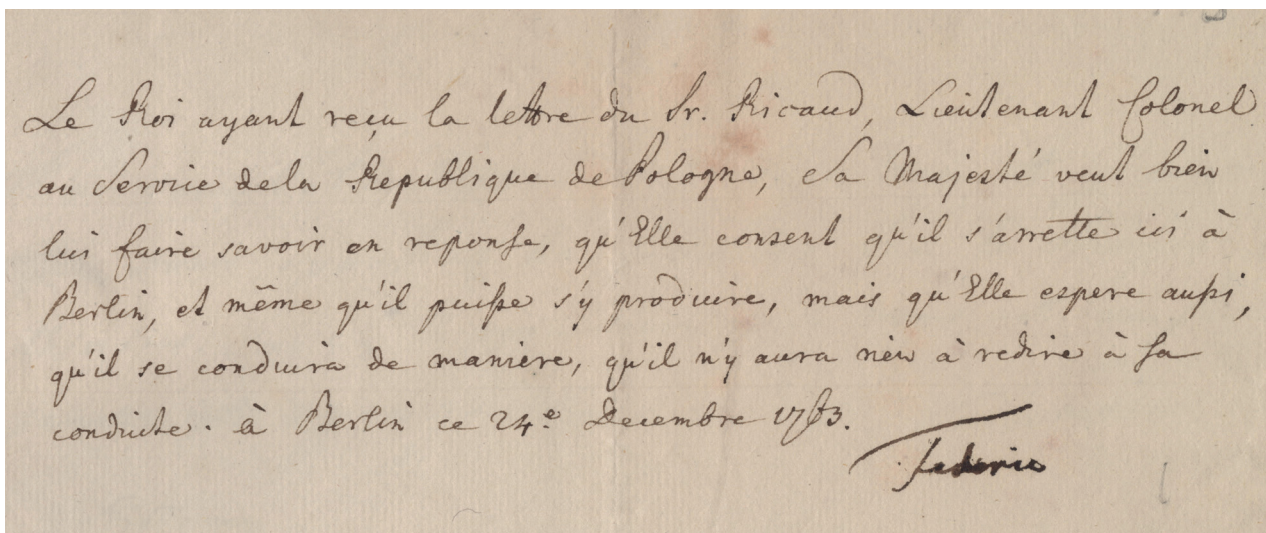 Le Roi ayant reçu la lettre du Sr. Ricaud, Lieutenant Colonel
au Service de la Republique de Pologne, Sa Majesté veut bien
lui faire savoir en reponse, qu'Elle consent qu'il s'arrette ici à
Berlin, et même qu'il puisse s'y produire, mais qu'Elle espere aussi,
qu'il se conduira de maniere, qu'il n'y aura rien à redire à sa
conduite. à Berlin ce 24e. Decembre 1763.
Federic